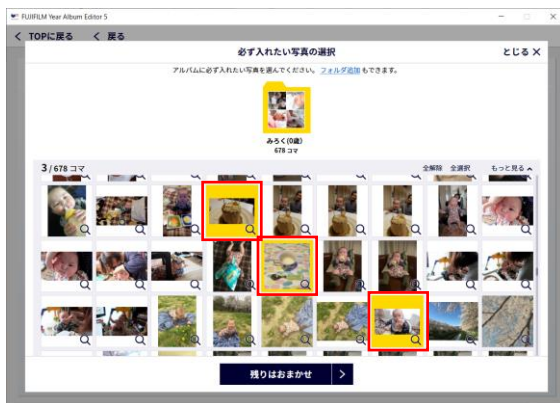 FUJIFILM Year Album Editor 5
< TOPに戻る < 戻る
必ず入れたい写真の選択
とじる ×
アルバムに必ず入れたい写真を選んでください。 フォルダ追加 もできます。
みろく(0歳)
678 コマ
3 / 678 コマ
全解除 全選択 もっと見る
残りはおまかせ >